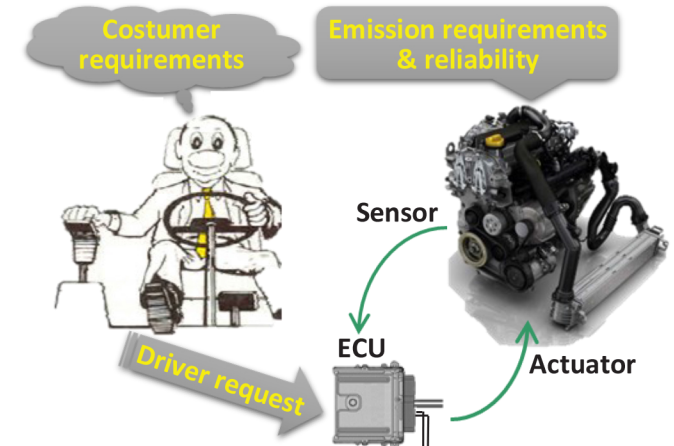 Costumer
requirements
Emission requirements
& reliability
Sensor
ECU
Actuator
Driver request